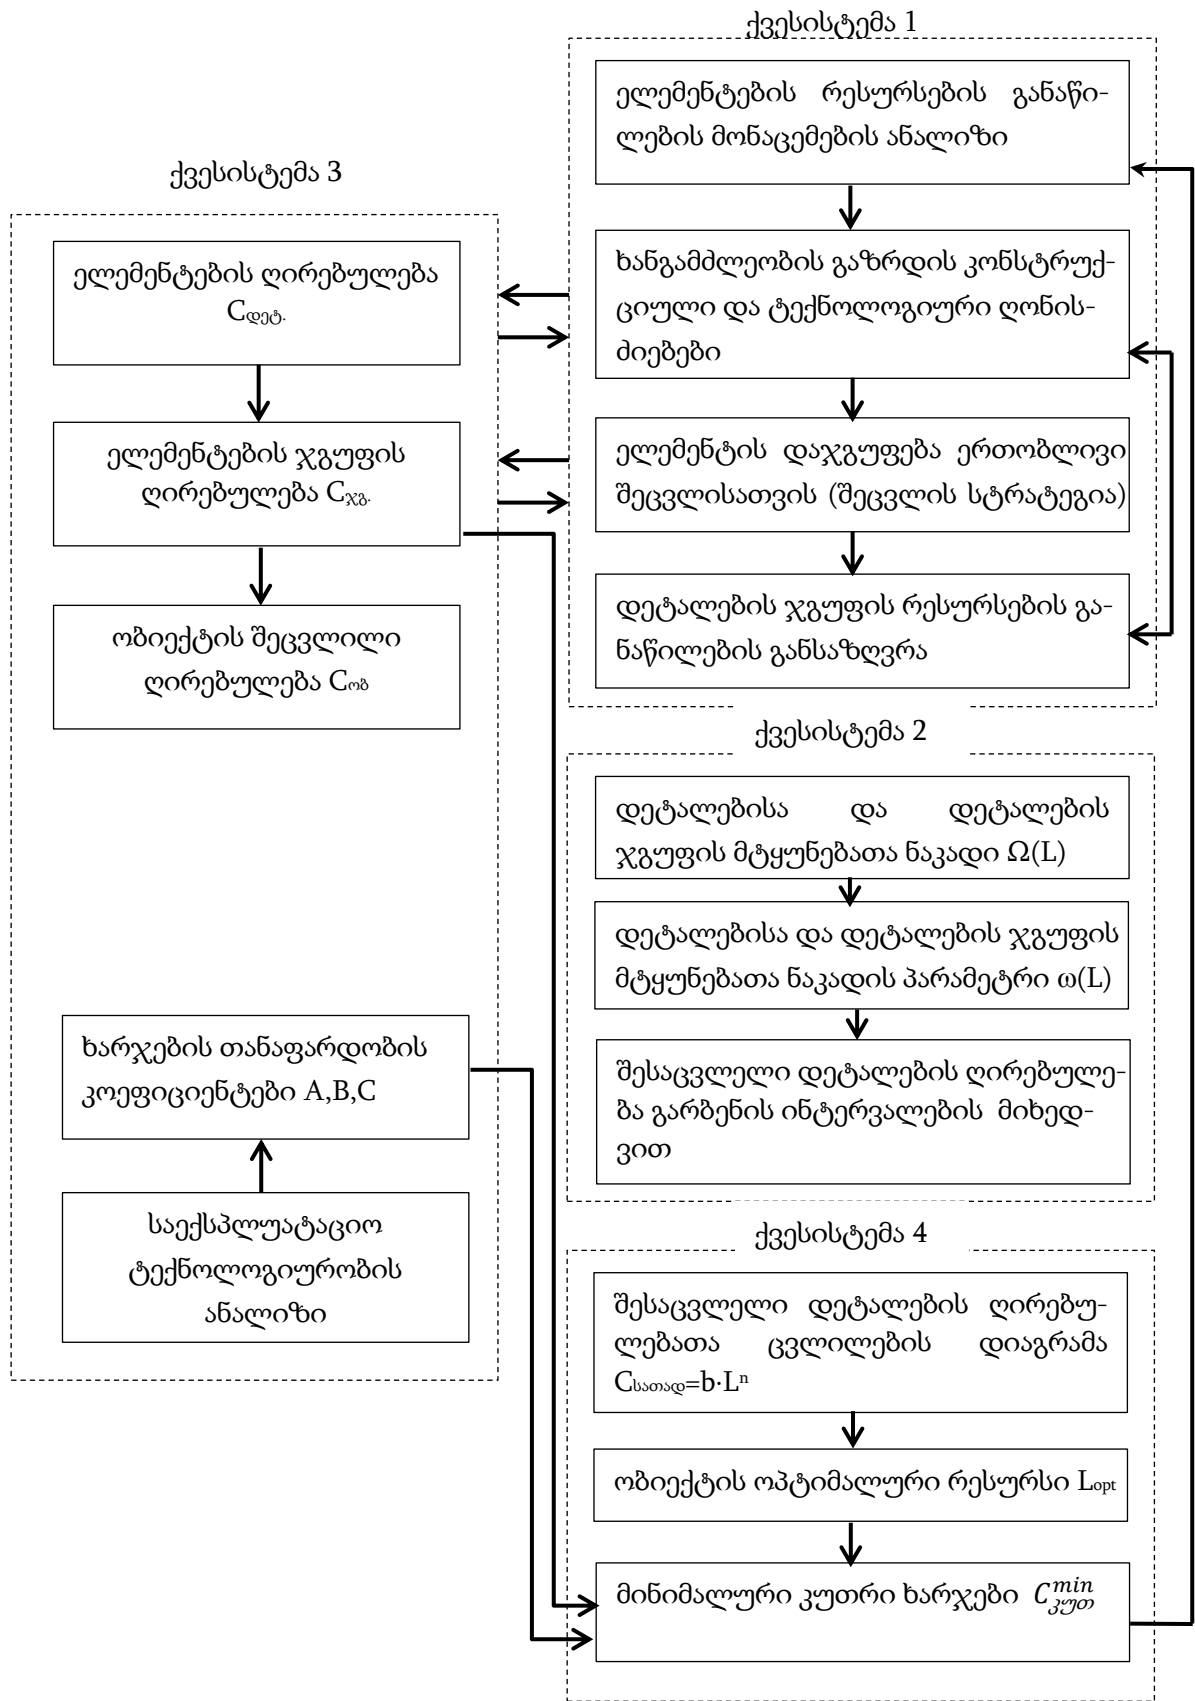 ქვესისტემა 1
ელემენტების რესურსების განაწი-
ლების მონაცემების ანალიზი
ხანგამძლეობის გაზრდის კონსტრუქ-
ციული და ტექნოლოგიური ღონის-
ძიებები
ელემენტის დაჯგუფება ერთობლივი
შეცვლისათვის (შეცვლის სტრატეგია)
დეტალების ჯგუფის რესურსების გა-
ნაწილების განსაზღვრა
ქვესისტემა 3
ელემენტების ღირებულება
Cდეტ.
ელემენტების ჯგუფის
ღირებულება Cჯგ.
ობიექტის შეცვლილი
ღირებულება Cობ
ხარჯების თანაფარდობის
კოეფიციენტები A,B,C
საექსპლუატაციო
ტექნოლოგიურობის
ანალიზი
ქვესისტემა 2
დეტალებისა და დეტალების
ჯგუფის მტყუნებათა ნაკადი Ω(L)
დეტალებისა და დეტალების ჯგუფის
მტყუნებათა ნაკადის პარამეტრი ω(L)
შესაცვლელი დეტალების ღირებულე-
ბა გარბენის ინტერვალების მიხედ-
ვით
ქვესისტემა 4
შესაცვლელი დეტალების ღირებუ-
ლებათა ცვლილების დიაგრამა
Cსათად=b·Lⁿ
ობიექტის ოპტიმალური რესურსი Lopt
მინიმალური კუთრი ხარჯები C^{min}_{კუთ}